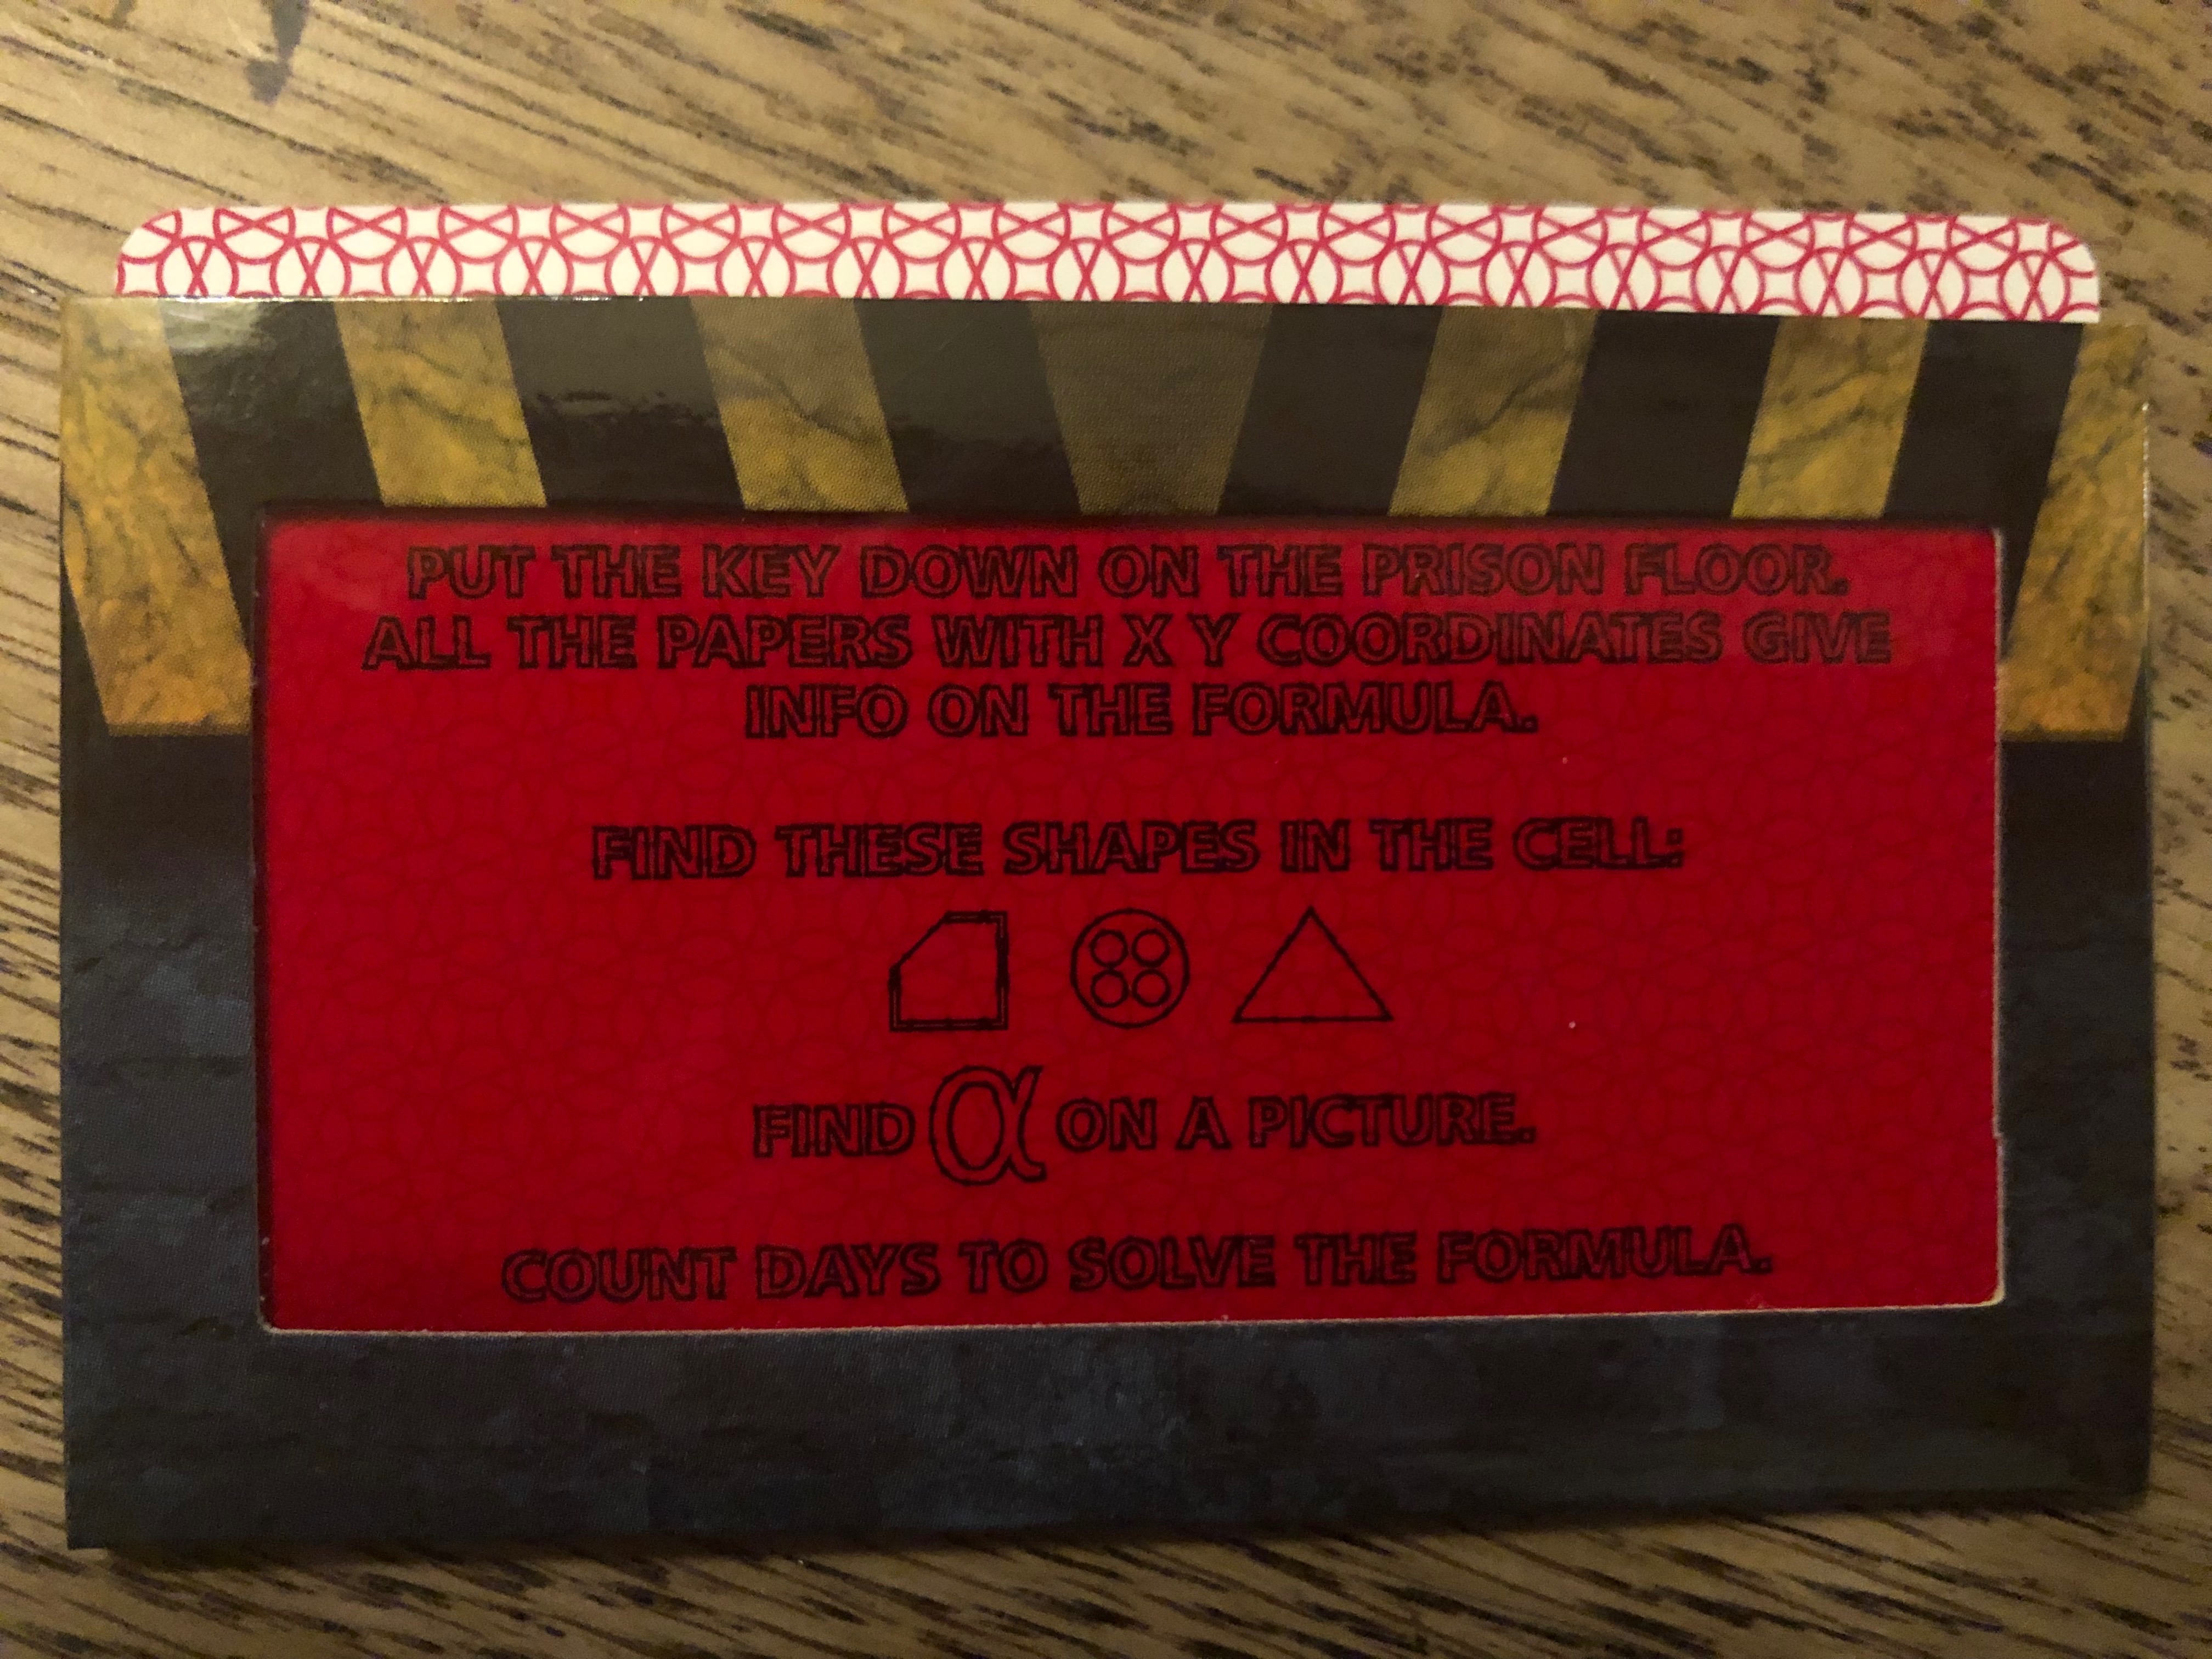 PUT THE KEY DOWN ON THE PRISON FLOOR.
ALL THE PAPERS WITH X Y COORDINATES GIVE
INFO ON THE FORMULA.
FIND THESE SHAPES IN THE CELL:
FIND α ON A PICTURE.
COUNT DAYS TO SOLVE THE FORMULA.